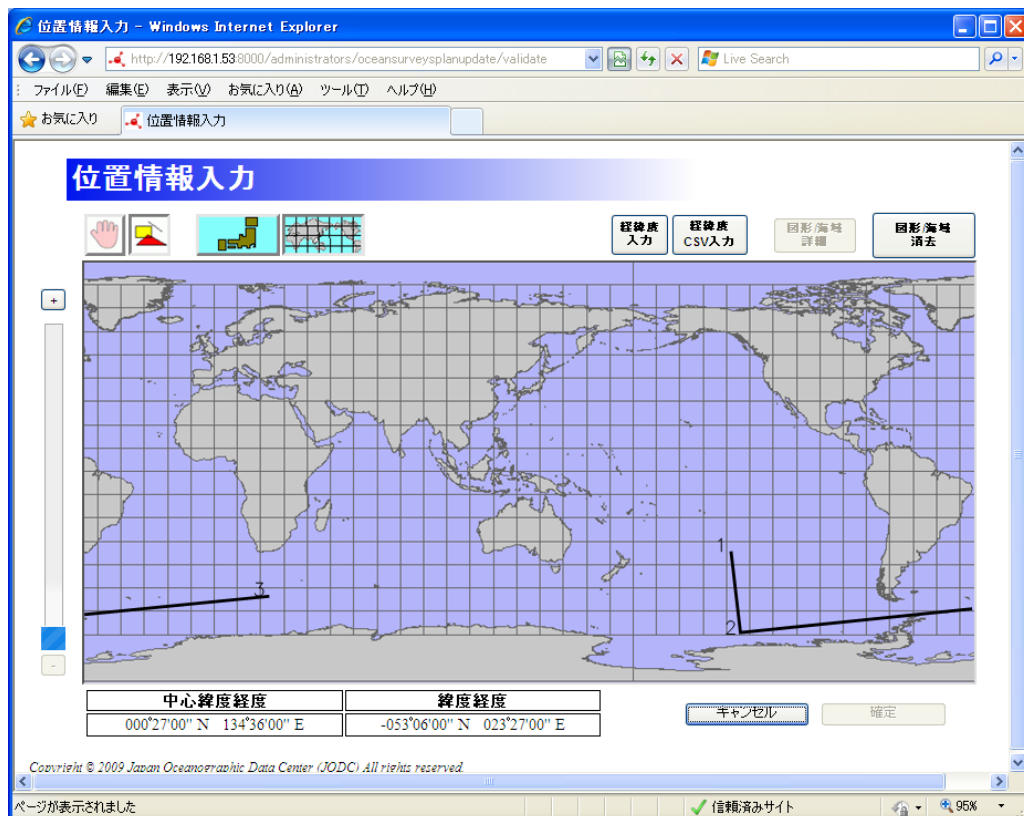 位置情報入力 - Windows Internet Explorer
http://192.168.1.53:8000/administrators/oceansurveysplanupdate/validate
Live Search
ファイル(F) 編集(E) 表示(V) お気に入り(A) ツール(T) ヘルプ(H)
お気に入り
位置情報入力
位置情報入力
経緯度
入力
経緯度
CSV入力
図形/海域
詳細
図形/海域
消去
+
1
3
2
-
中心緯度経度
緯度経度
000°27'00" N 134°36'00" E
-053°06'00" N 023°27'00" E
キャンセル
確定
Copyright © 2009 Japan Oceanographic Data Center (JODC) All rights reserved.
ページが表示されました
信頼済みサイト
95%